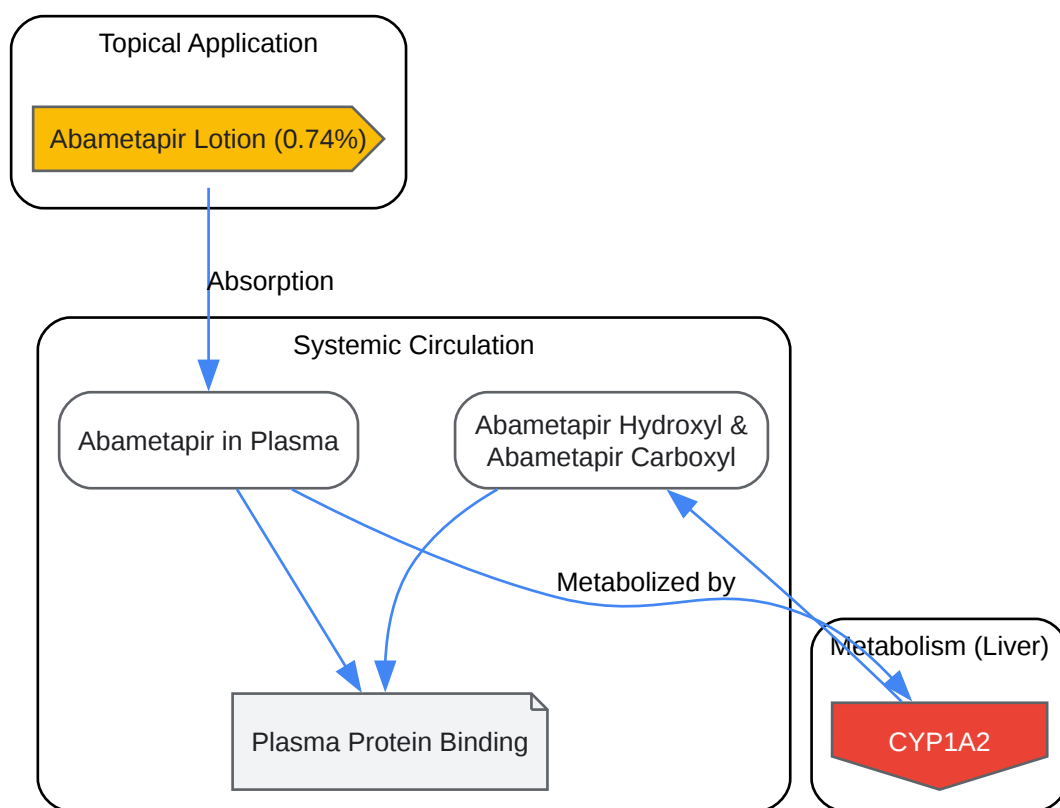 Topical Application
Abametapir Lotion (0.74%)
Absorption
Systemic Circulation
Abametapir in Plasma
Abametapir Hydroxyl &
Abametapir Carboxyl
Metabolized by
Metabolism (Liver)
Plasma Protein Binding
CYP1A2